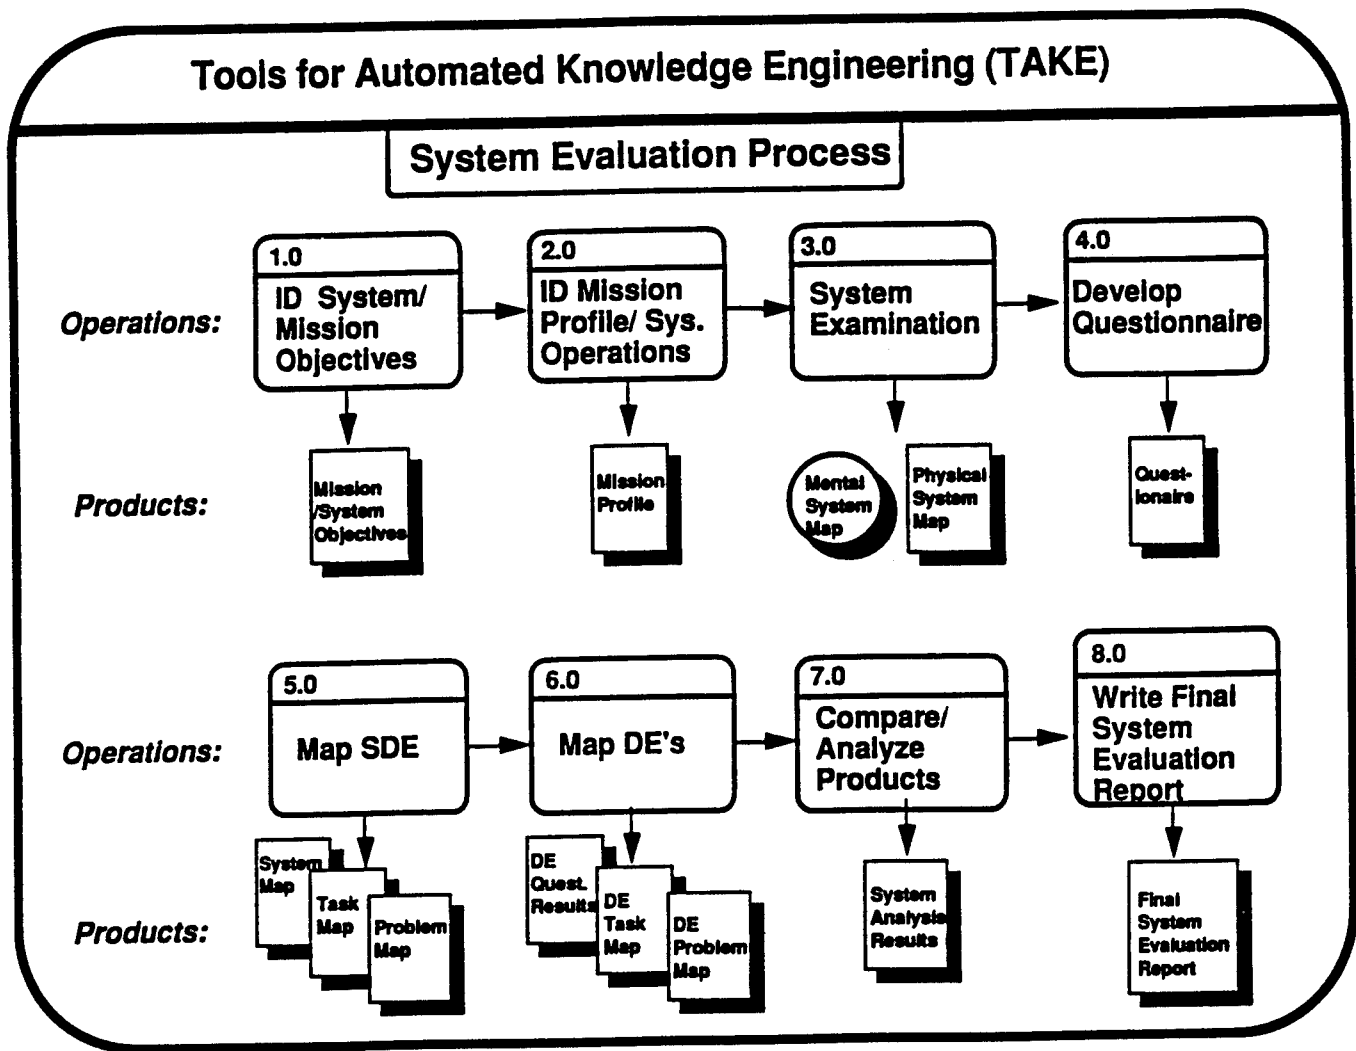 Tools for Automated Knowledge Engineering (TAKE)
System Evaluation Process
Operations:
1.0
ID System/
Mission
Objectives
2.0
ID Mission
Profile/ Sys.
Operations
3.0
System
Examination
4.0
Develop
Questionnaire
Products:
Mission
/System
Objectives
Mission
Profile
Mental
System
Map
Physical
System
Map
Quest-
ionaire
Operations:
5.0
Map SDE
6.0
Map DE's
7.0
Compare/
Analyze
Products
8.0
Write Final
System
Evaluation
Report
Products:
System
Map
Task
Map
Problem
Map
DE
Quest.
Results
DE
Task
Map
DE
Problem
Map
System
Analysis
Results
Final
System
Evaluation
Report